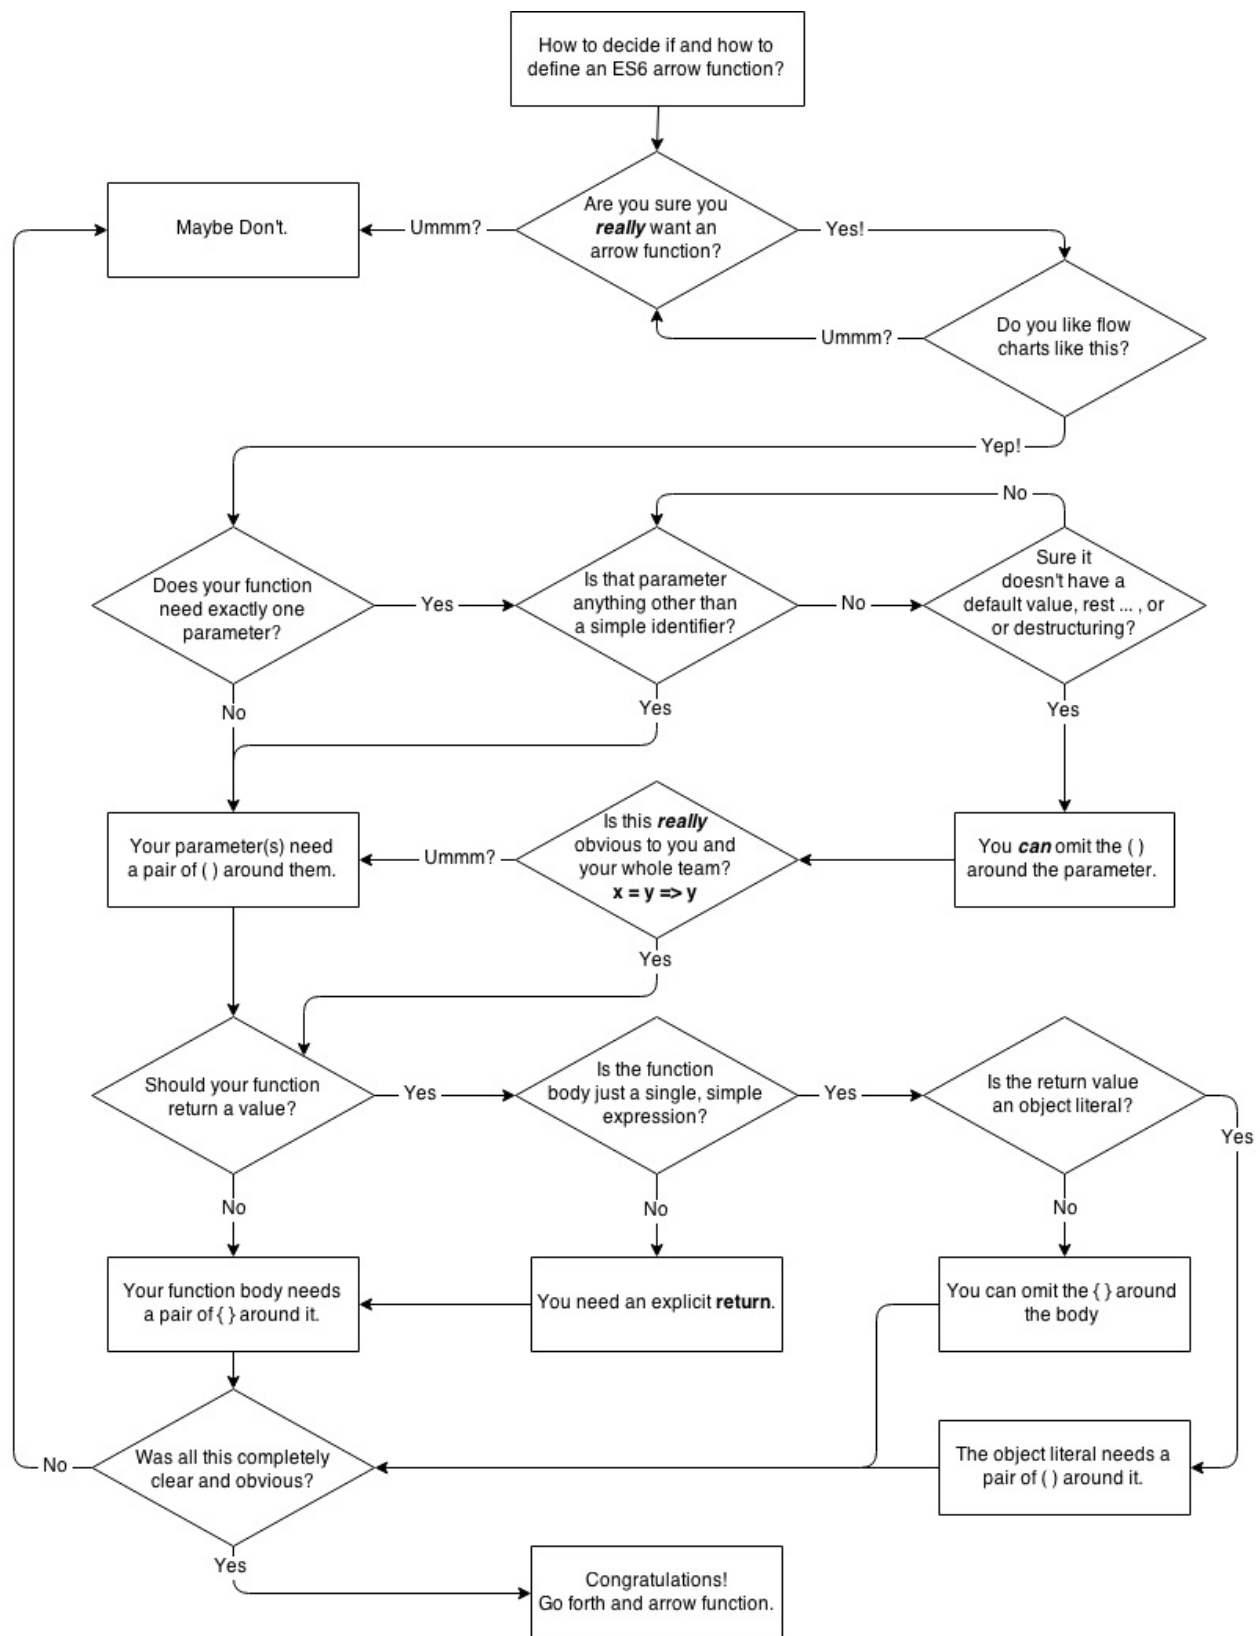 How to decide if and how to
define an ES6 arrow function?
Maybe Don't.
Ummm?
Are you sure you
really want an
arrow function?
Yes!
Ummm?
Do you like flow
charts like this?
Yep!
No
Does your function
need exactly one
parameter?
Yes
Is that parameter
anything other than
a simple identifier?
No
Sure it
doesn't have a
default value, rest ... , or
or destructuring?
No
Yes
Yes
Your parameter(s) need
a pair of ( ) around them.
Ummm?
Is this really
obvious to you and
your whole team?
x = y => y
You can omit the ( )
around the parameter.
Yes
Should your function
return a value?
Yes
Is the function
body just a single, simple
expression?
Yes
Is the return value
an object literal?
Yes
No
No
No
Your function body needs
a pair of { } around it.
You need an explicit return.
You can omit the { } around
the body
No
Was all this completely
clear and obvious?
The object literal needs a
pair of ( ) around it.
Yes
Congratulations!
Go forth and arrow function.